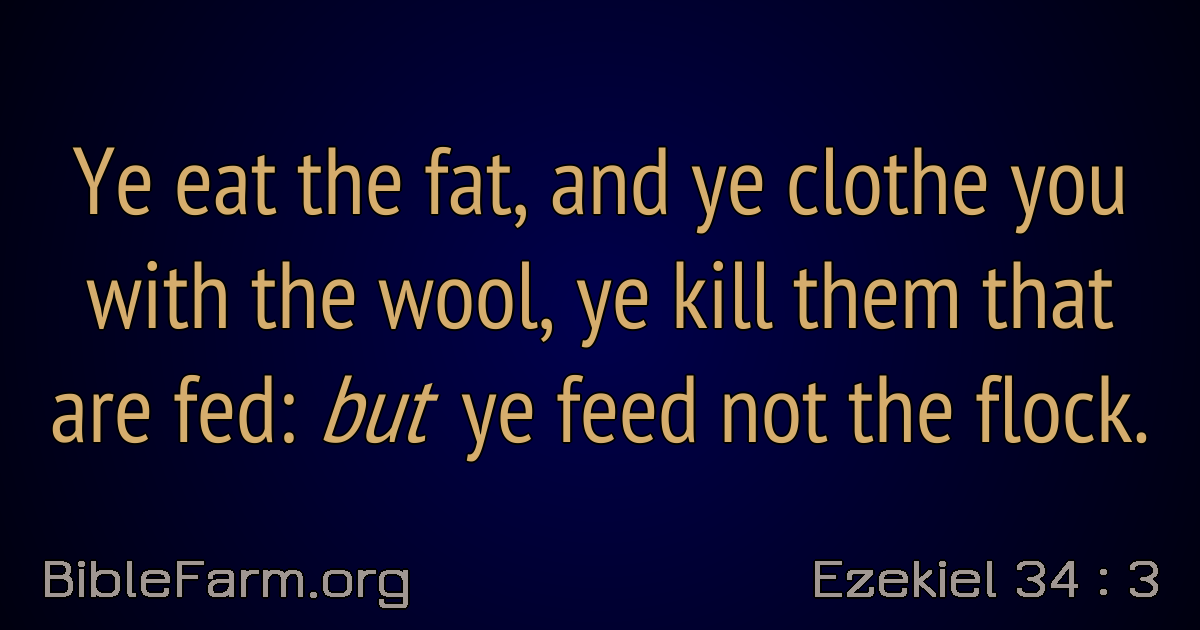 Ye eat the fat, and ye clothe you
with the wool, ye kill them that
are fed: but ye feed not the flock.
BibleFarm.org
Ezekiel 34 : 3